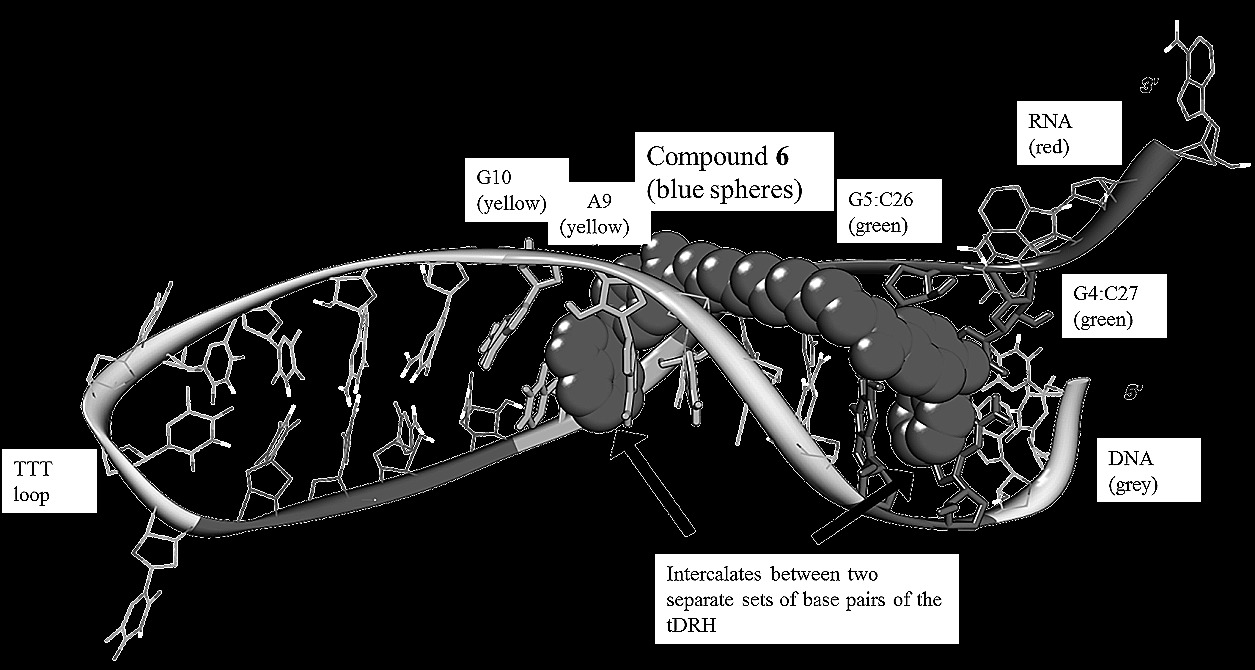 3'
RNA
(red)
Compound 6
(blue spheres)
G10
(yellow)
A9
(yellow)
G5:C26
(green)
G4:C27
(green)
TTT
loop
DNA
(grey)
Intercalates between two
separate sets of base pairs of the
tDRH